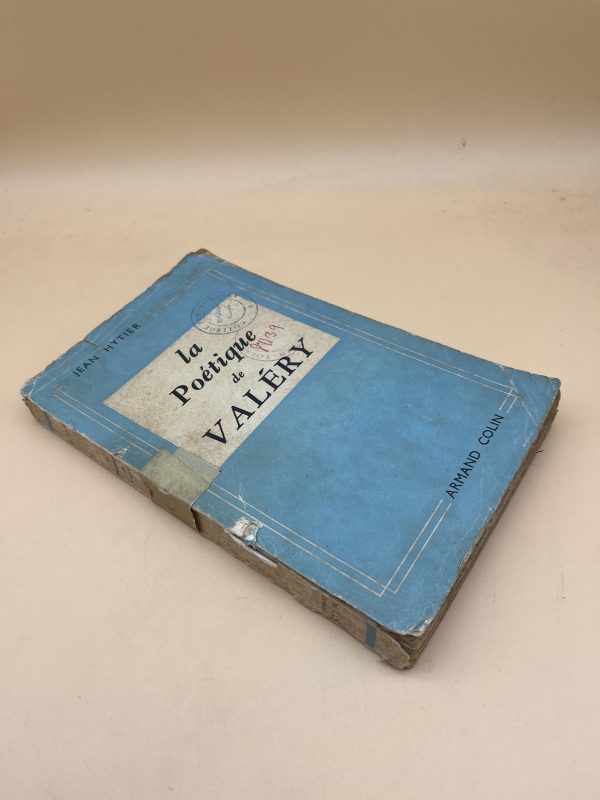 JEAN HYTIER
la
Poétique
de
VALÉRY
ARMAND COLIN